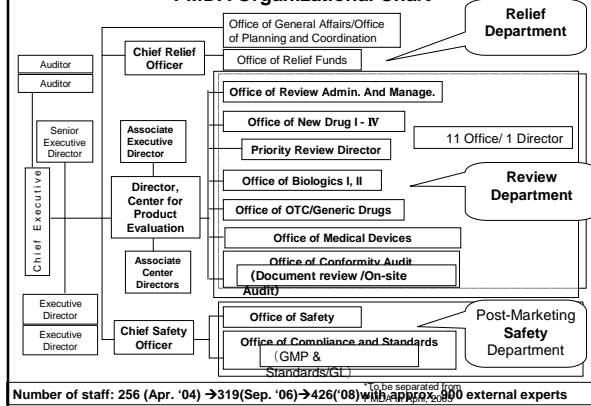 PMDA Organizational Chart
Office of General Affairs/Office
of Planning and Coordination
Relief
Department
Chief Relief
Officer
Office of Relief Funds
Auditor
Auditor
Office of Review Admin. And Manage.
Office of New Drug I - IV
Senior
Executive
Director
Associate
Executive
Director
11 Office/ 1 Director
Priority Review Director
Chief Executive
Director,
Center for
Product
Evaluation
Office of Biologics I, II
Review
Department
Office of OTC/Generic Drugs
Office of Medical Devices
Associate
Center
Directors
Office of Conformity Audit
(Document review /On-site
Audit)
Executive
Director
Executive
Director
Chief Safety
Officer
Office of Safety
Office of Compliance and Standards
(GMP &
Standards/GL)
Post-Marketing
Safety
Department
*To be separated from
PMDA in April, 2005
Number of staff: 256 (Apr. ‘04) →319(Sep. ‘06)→426(‘08)with approx. 900 external experts